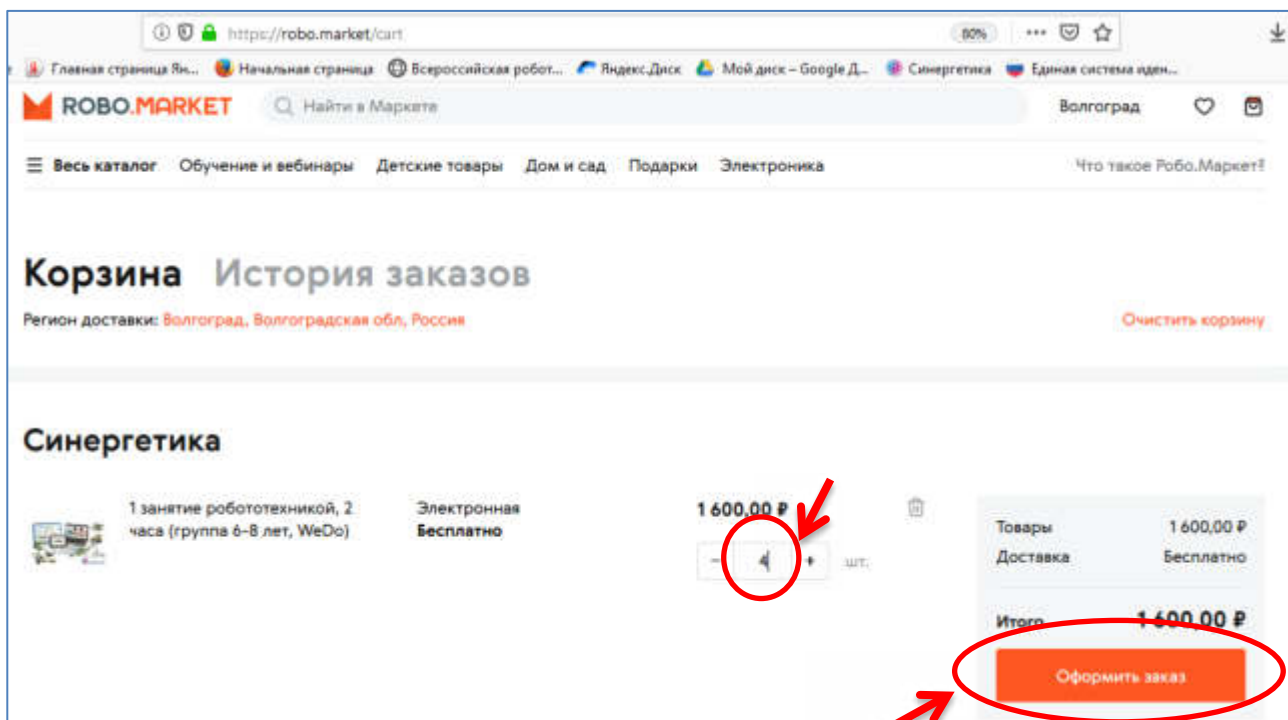 https://robo.market/cart 80%
Главная страница Ян... Начальная страница Всероссийская робот... Яндекс.Диск Мой диск – Google Д... Синергетика Единая система иден...
ROBO.MARKET Найти в Маркете Волгоград
Весь каталог Обучение и вебинары Детские товары Дом и сад Подарки Электроника Что такое Робо.Маркет?
Корзина История заказов
Регион доставки: Волгоград, Волгоградская обл, Россия Очистить корзину
Синергетика
1 занятие робототехникой, 2 Электронная 1 600,00 ₽
часа (группа 6–8 лет, WeDo) Бесплатно
- 4 + шт.
Товары 1 600,00 ₽
Доставка Бесплатно
Итого 1 600,00 ₽
Оформить заказ